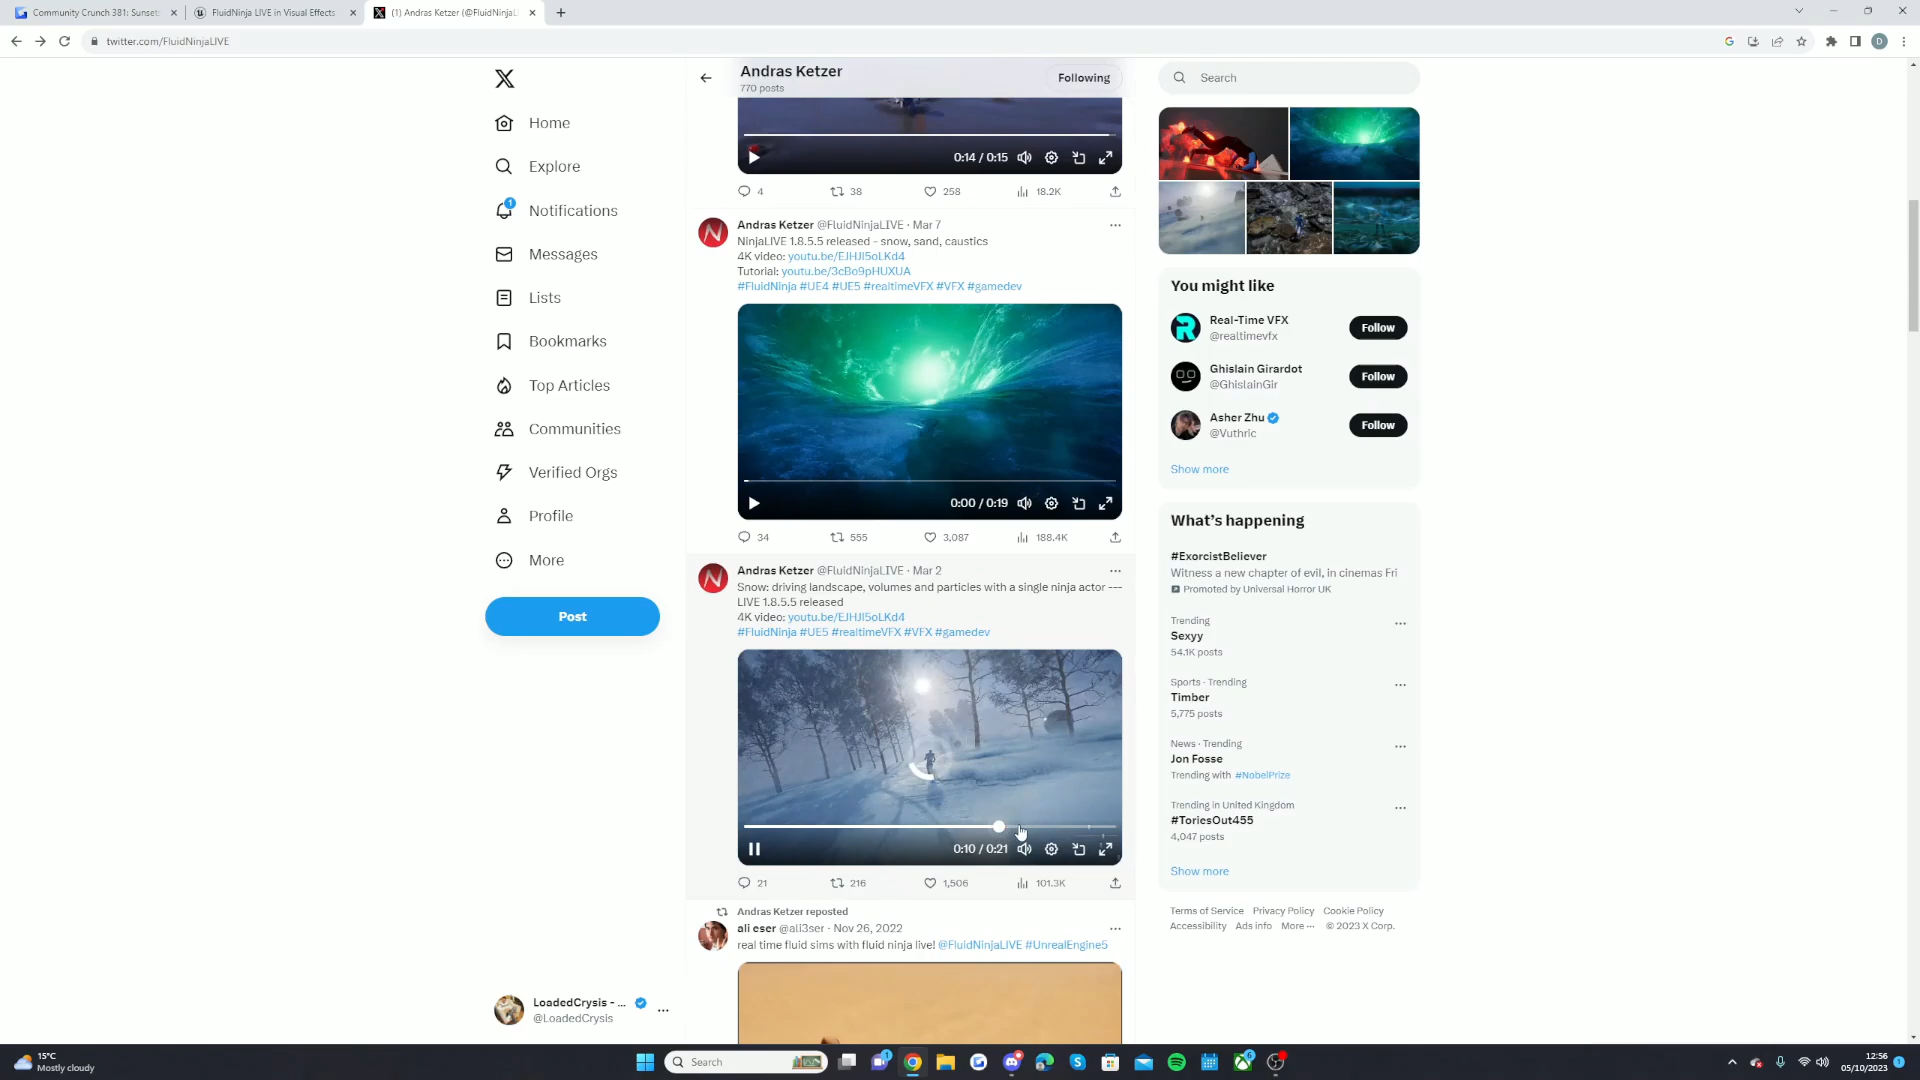 Community Crunch 381: Sunset
FluidNinja LIVE in Visual Effects
(1) Andras Ketzer (@FluidNinjaL
twitter.com/FluidNinjaLIVE
D
Home
Explore
1
Notifications
Messages
Lists
Bookmarks
Top Articles
Communities
Verified Orgs
Profile
More
Post
LoadedCrysis - ...
@LoadedCrysis
Andras Ketzer
770 posts
Following
0:14 / 0:15
4 38 258 18.2K
Andras Ketzer @FluidNinjaLIVE · Mar 7
NinjaLIVE 1.8.5.5 released - snow, sand, caustics
4K video: youtu.be/EJHJI5oLKd4
Tutorial: youtu.be/3cBo9pHUXUA
#FluidNinja #UE4 #UE5 #realtimeVFX #VFX #gamedev
0:00 / 0:19
34 555 3,087 188.4K
Andras Ketzer @FluidNinjaLIVE · Mar 2
Snow: driving landscape, volumes and particles with a single ninja actor ---
LIVE 1.8.5.5 released
4K video: youtu.be/EJHJI5oLKd4
#FluidNinja #UE5 #realtimeVFX #VFX #gamedev
0:10 / 0:21
21 216 1,506 101.3K
Andras Ketzer reposted
ali eser @ali3ser · Nov 26, 2022
real time fluid sims with fluid ninja live! @FluidNinjaLIVE #UnrealEngine5
Search
You might like
Real-Time VFX
@realtimevfx
Follow
Ghislain Girardot
@GhislainGir
Follow
Asher Zhu
@Vuthric
Follow
Show more
What's happening
#ExorcistBeliever
Witness a new chapter of evil, in cinemas Fri
Promoted by Universal Horror UK
Trending
Sexyy
54.1K posts
Sports · Trending
Timber
5,775 posts
News · Trending
Jon Fosse
Trending with #NobelPrize
Trending in United Kingdom
#ToriesOut455
4,047 posts
Show more
Terms of Service Privacy Policy Cookie Policy
Accessibility Ads info More ··· © 2023 X Corp.
15°C
Mostly cloudy
Search
12:56
05/10/2023